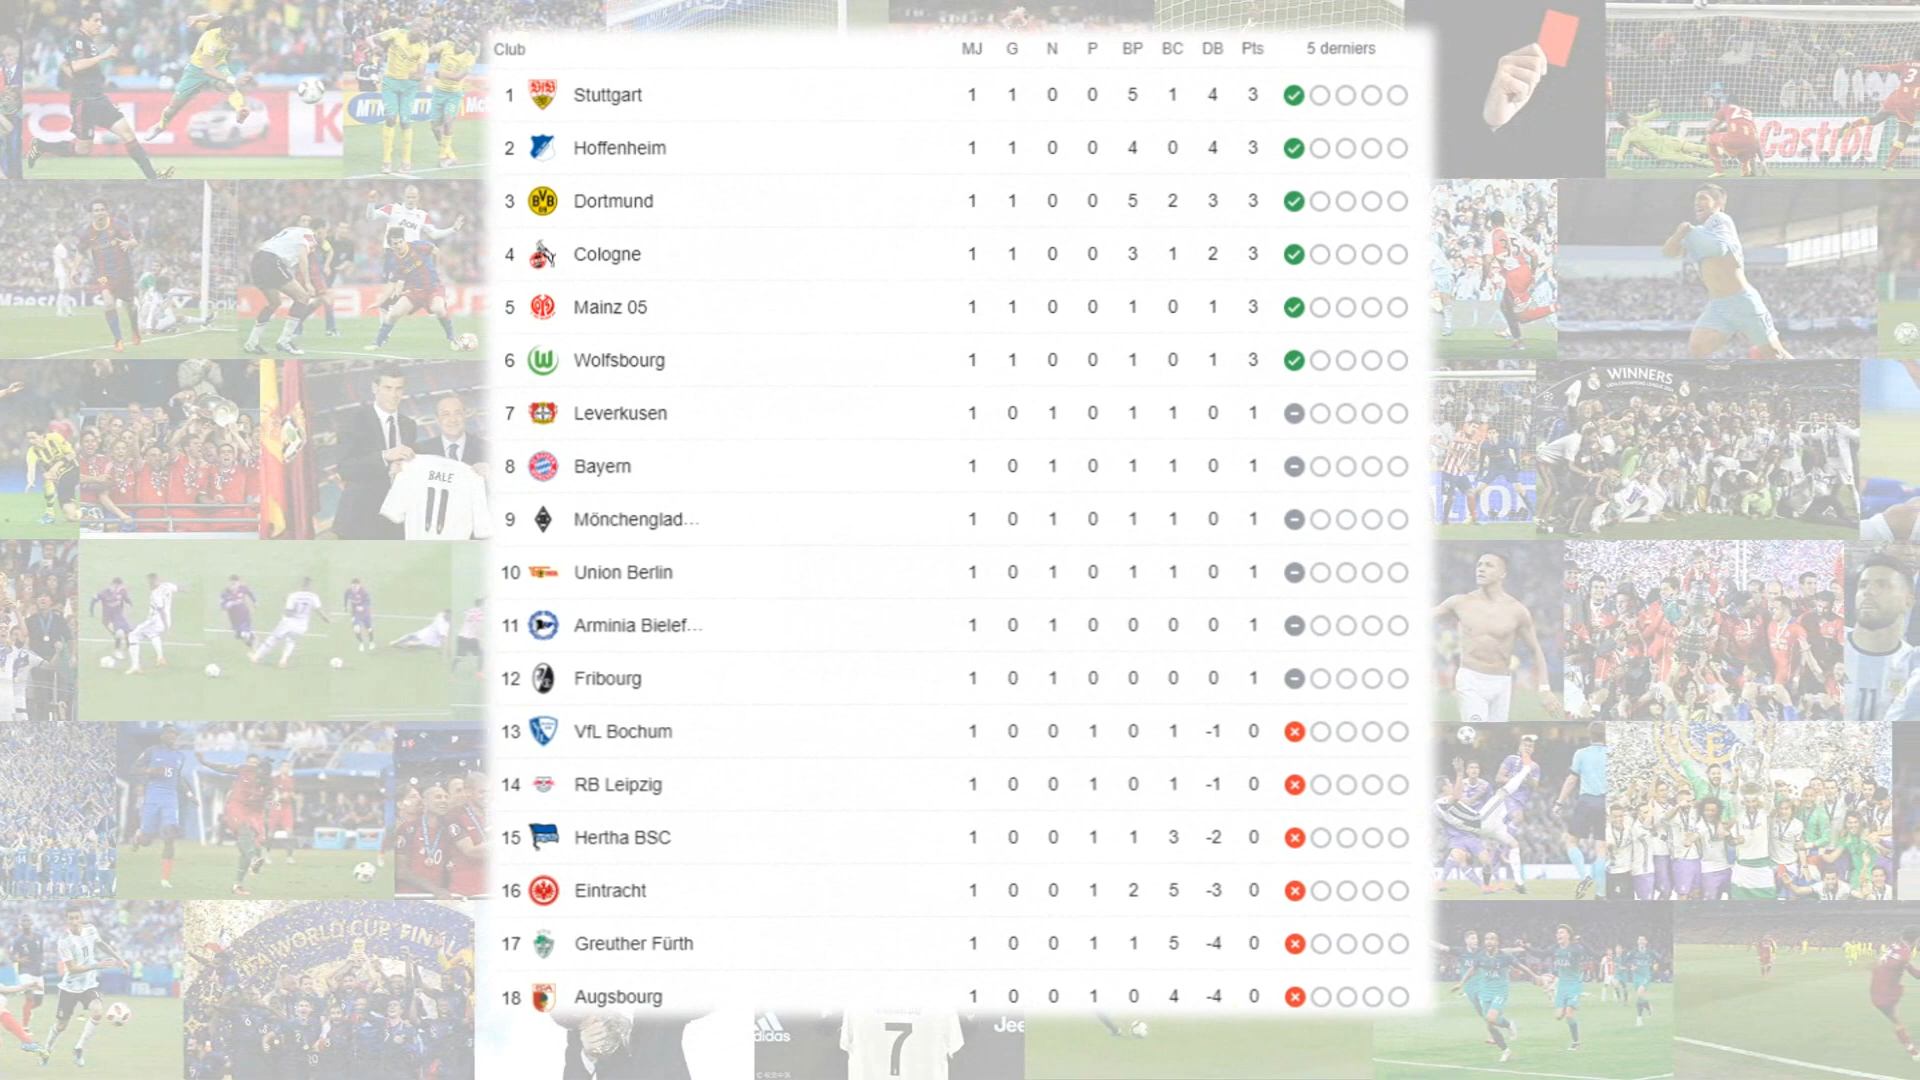 Club MJ G N P BP BC DB Pts 5 derniers
1 Stuttgart 1 1 0 0 5 1 4 3
2 Hoffenheim 1 1 0 0 4 0 4 3
3 Dortmund 1 1 0 0 5 2 3 3
4 Cologne 1 1 0 0 3 1 2 3
5 Mainz 05 1 1 0 0 1 0 1 3
6 Wolfsbourg 1 1 0 0 1 0 1 3
7 Leverkusen 1 0 1 0 1 1 0 1
8 Bayern 1 0 1 0 1 1 0 1
9 Mönchenglad... 1 0 1 0 1 1 0 1
10 Union Berlin 1 0 1 0 1 1 0 1
11 Arminia Bielef... 1 0 1 0 0 0 0 1
12 Fribourg 1 0 1 0 0 0 0 1
13 VfL Bochum 1 0 0 1 0 1 -1 0
14 RB Leipzig 1 0 0 1 0 1 -1 0
15 Hertha BSC 1 0 0 1 1 3 -2 0
16 Eintracht 1 0 0 1 2 5 -3 0
17 Greuther Fürth 1 0 0 1 1 5 -4 0
18 Augsbourg 1 0 0 1 0 4 -4 0
Castrol
WINNERS
BALE
11
WORLD CUP FINAL
adidas
7
Jee